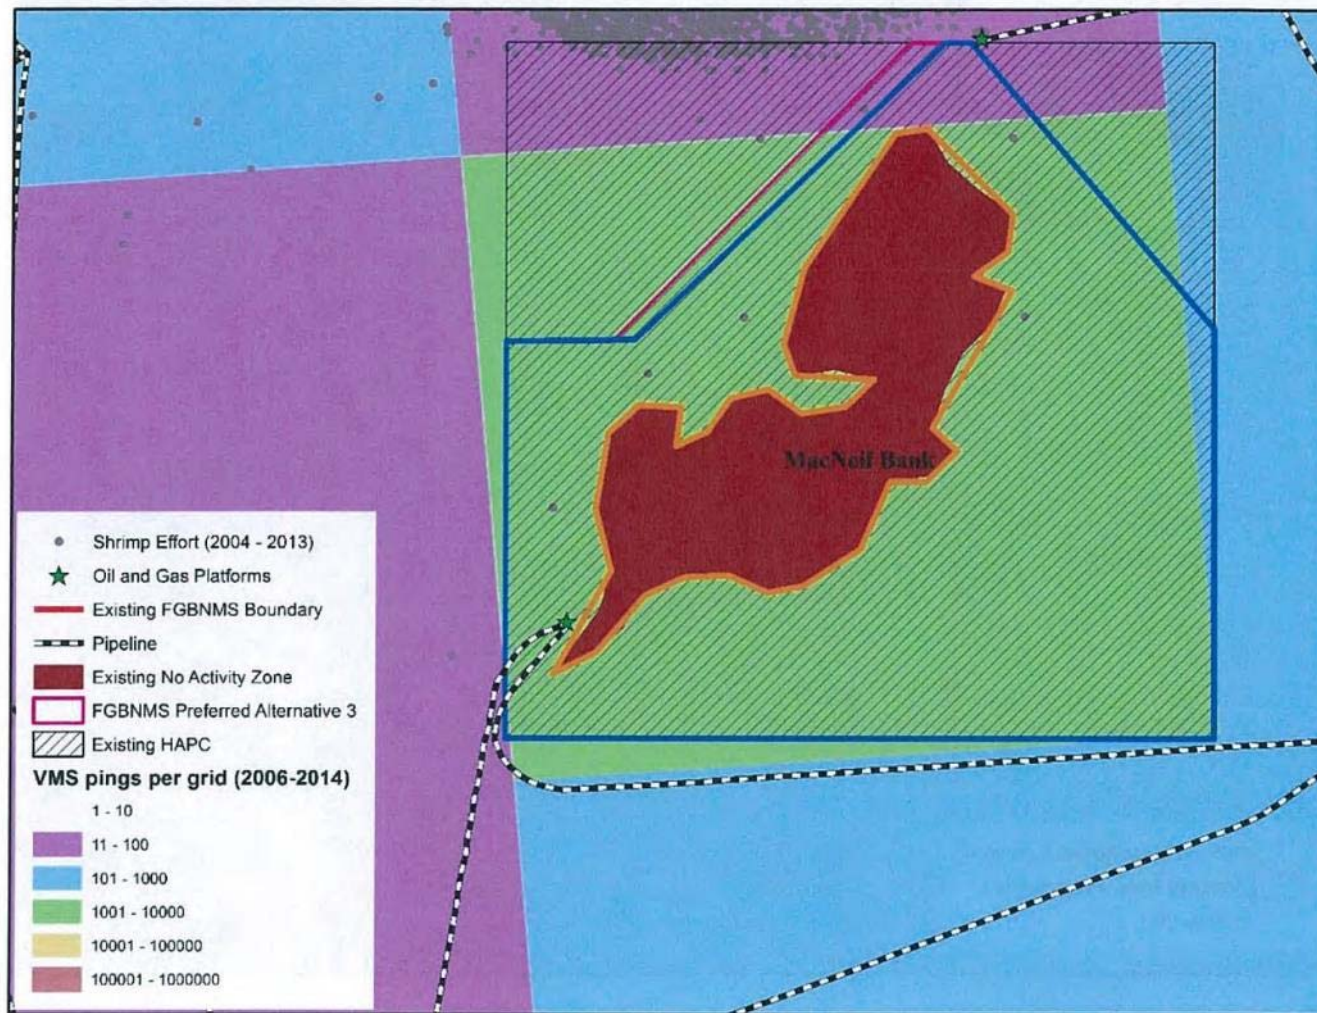 MacNeil Bank
Shrimp Effort (2004 - 2013)
Oil and Gas Platforms
Existing FGBNMS Boundary
Pipeline
Existing No Activity Zone
FGBNMS Preferred Alternative 3
Existing HAPC
VMS pings per grid (2006-2014)
1 - 10
11 - 100
101 - 1000
1001 - 10000
10001 - 100000
100001 - 1000000